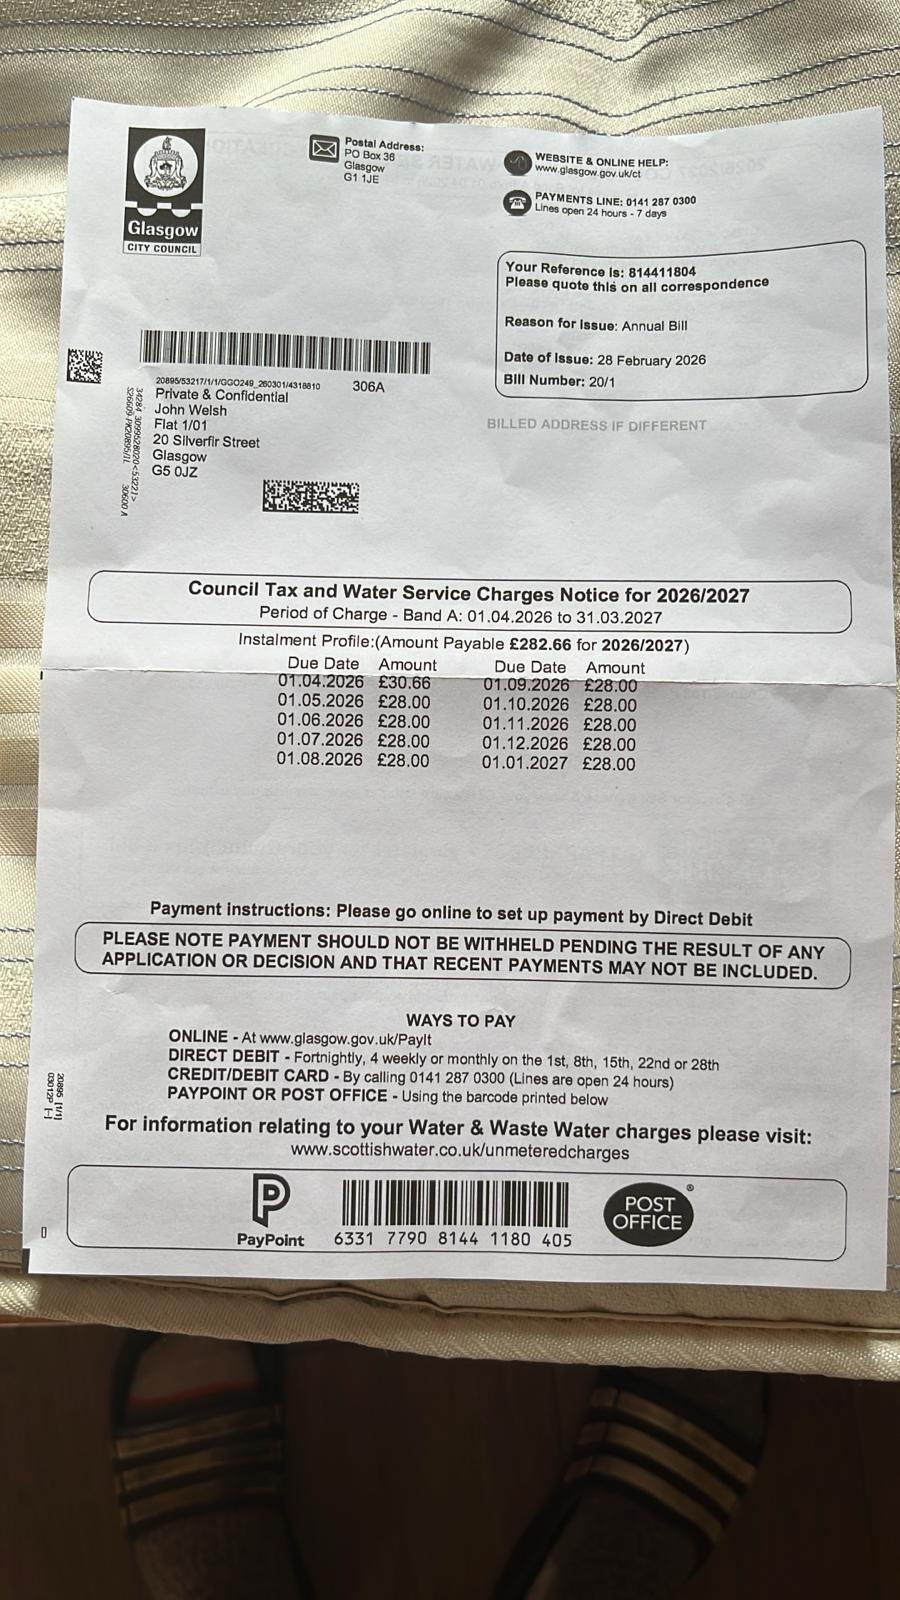 Glasgow
CITY COUNCIL
Postal Address:
PO Box 36
Glasgow
G1 1JE
WEBSITE & ONLINE HELP:
www.glasgow.gov.uk/ct
PAYMENTS LINE: 0141 287 0300
Lines open 24 hours - 7 days
Your Reference is: 814411804
Please quote this on all correspondence
Reason for Issue: Annual Bill
Date of Issue: 28 February 2026
Bill Number: 20/1
20895/53217/1/1/GGO249_260301/4318810
306A
Private & Confidential
John Welsh
Flat 1/01
20 Silverfir Street
Glasgow
G5 0JZ
BILLED ADDRESS IF DIFFERENT
Council Tax and Water Service Charges Notice for 2026/2027
Period of Charge - Band A: 01.04.2026 to 31.03.2027
Instalment Profile:(Amount Payable £282.66 for 2026/2027)
Due Date Amount Due Date Amount
01.04.2026 £30.66 01.09.2026 £28.00
01.05.2026 £28.00 01.10.2026 £28.00
01.06.2026 £28.00 01.11.2026 £28.00
01.07.2026 £28.00 01.12.2026 £28.00
01.08.2026 £28.00 01.01.2027 £28.00
Payment instructions: Please go online to set up payment by Direct Debit
PLEASE NOTE PAYMENT SHOULD NOT BE WITHHELD PENDING THE RESULT OF ANY
APPLICATION OR DECISION AND THAT RECENT PAYMENTS MAY NOT BE INCLUDED.
WAYS TO PAY
ONLINE - At www.glasgow.gov.uk/PayIt
DIRECT DEBIT - Fortnightly, 4 weekly or monthly on the 1st, 8th, 15th, 22nd or 28th
CREDIT/DEBIT CARD - By calling 0141 287 0300 (Lines are open 24 hours)
PAYPOINT OR POST OFFICE - Using the barcode printed below
For information relating to your Water & Waste Water charges please visit:
www.scottishwater.co.uk/unmeteredcharges
PayPoint
6331 7790 8144 1180 405
POST
OFFICE
®
20895 [1/1]
03012P [--]